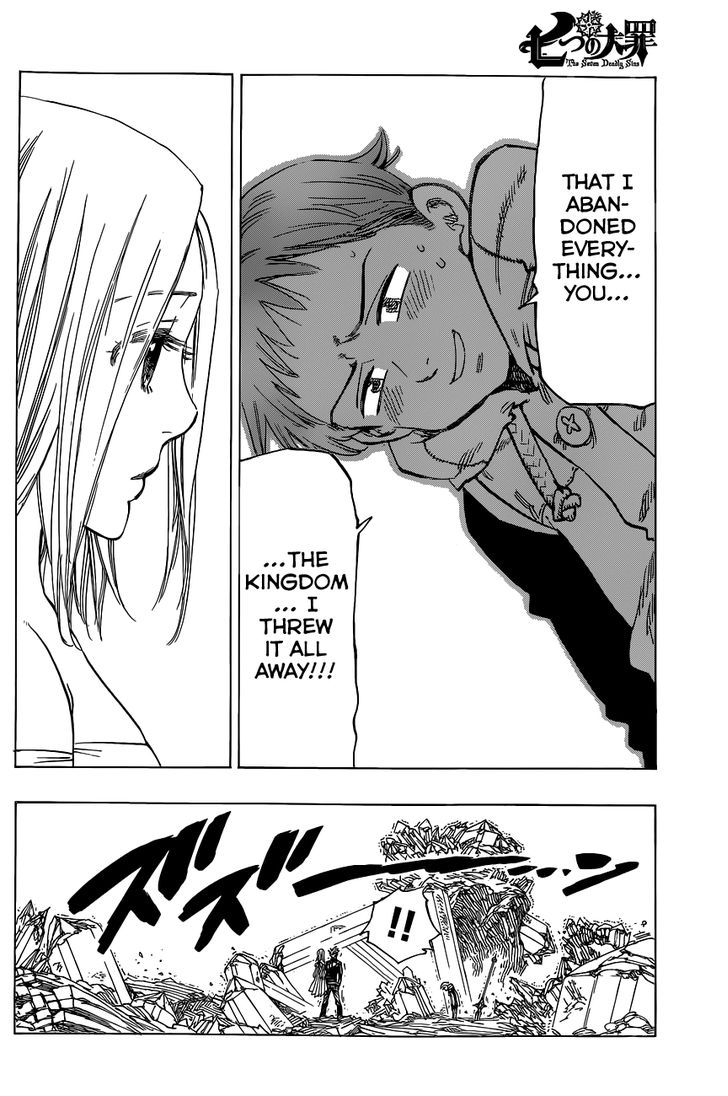 七つの大罪
The Seven Deadly Sins
THAT I
ABAN-
DONED
EVERY-
THING...
YOU...
...THE
KINGDOM
... I
THREW
IT ALL
AWAY!!!
ズズーン
!!